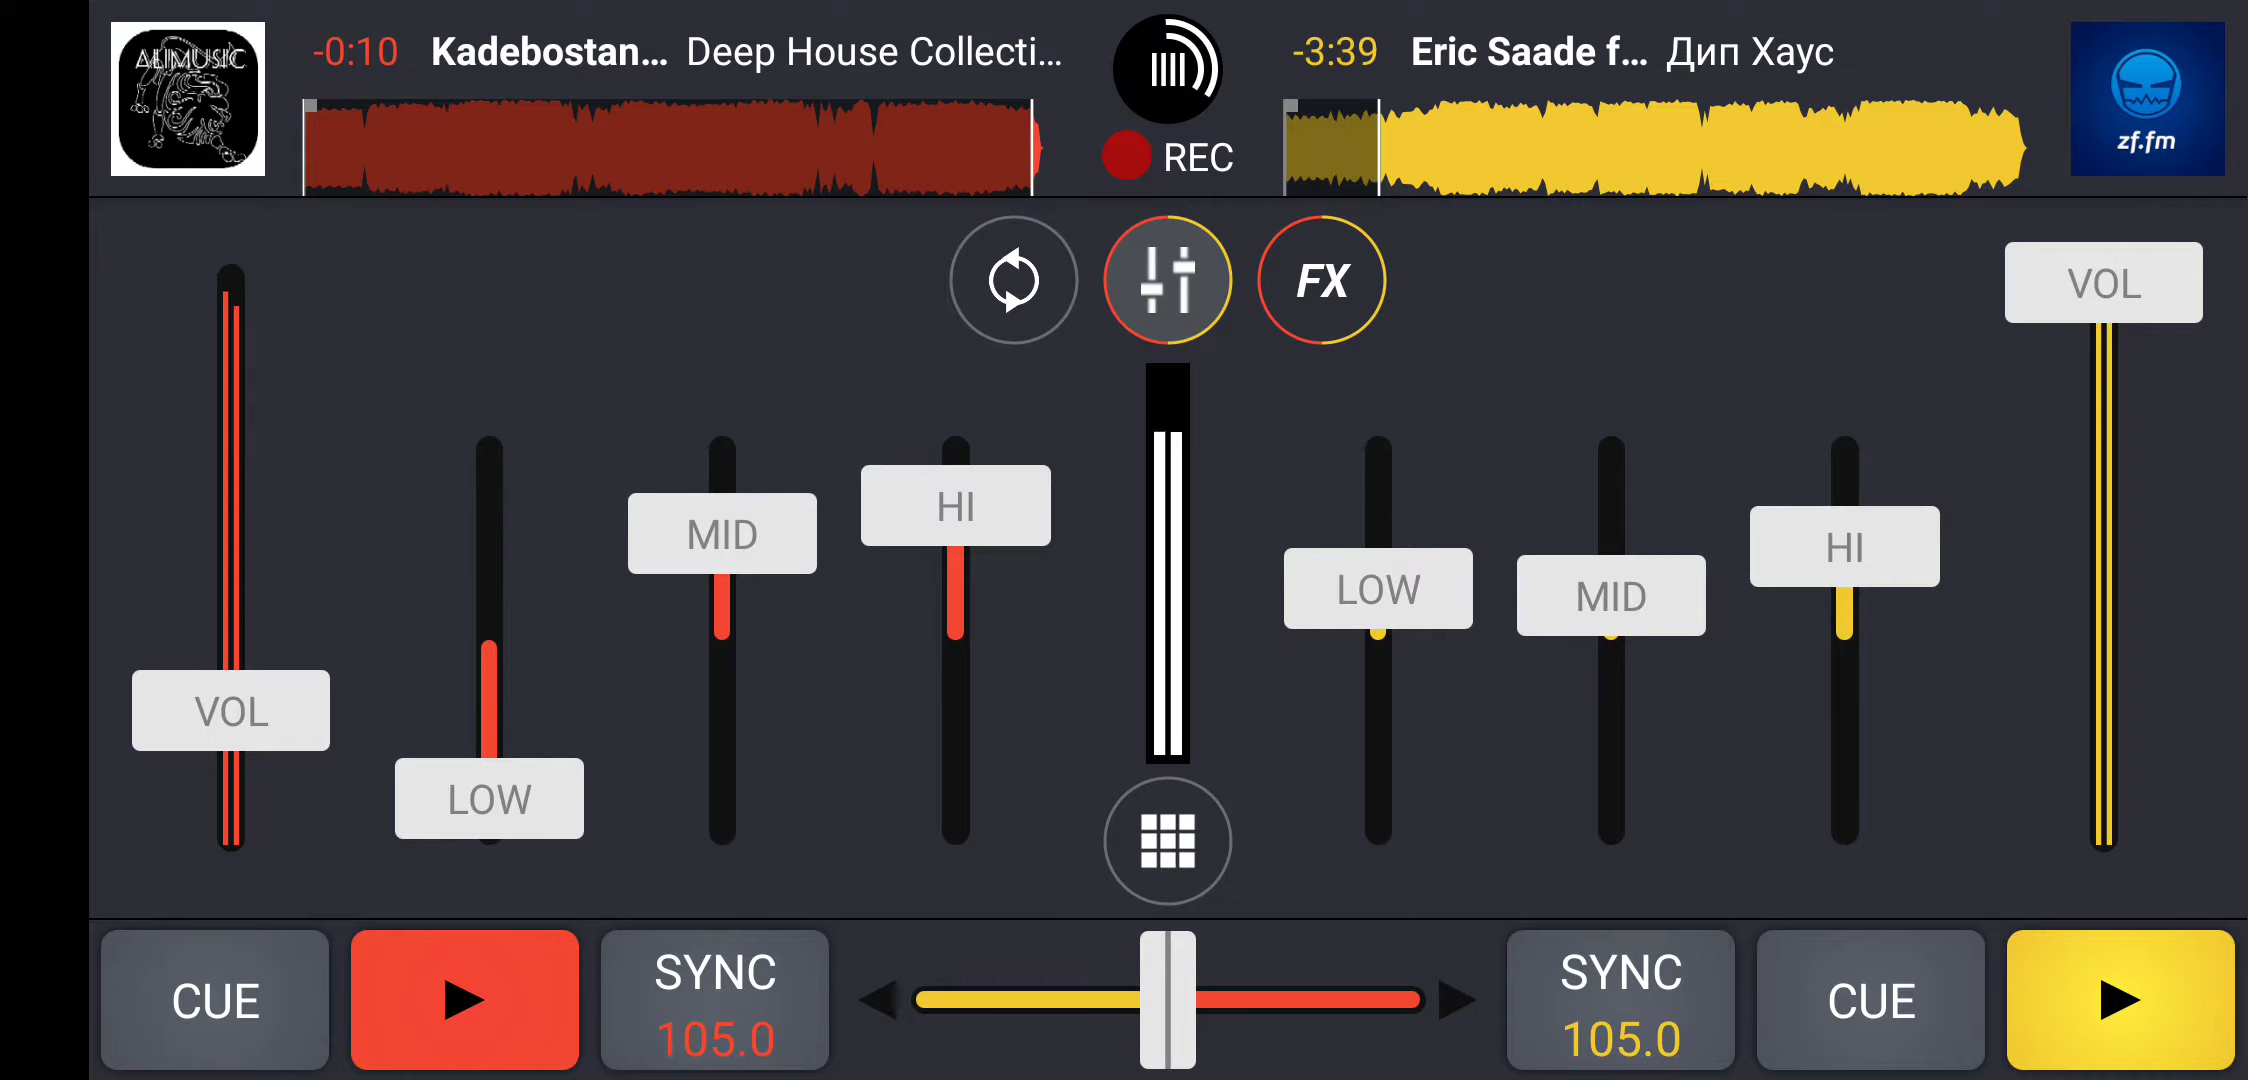 ALIMUSIC
-0:10 Kadebostan... Deep House Collecti...
-3:39 Eric Saade f... Дип Хаус
zf.fm
REC
FX
VOL
LOW
MID
HI
LOW
MID
HI
VOL
CUE
SYNC
105.0
SYNC
105.0
CUE